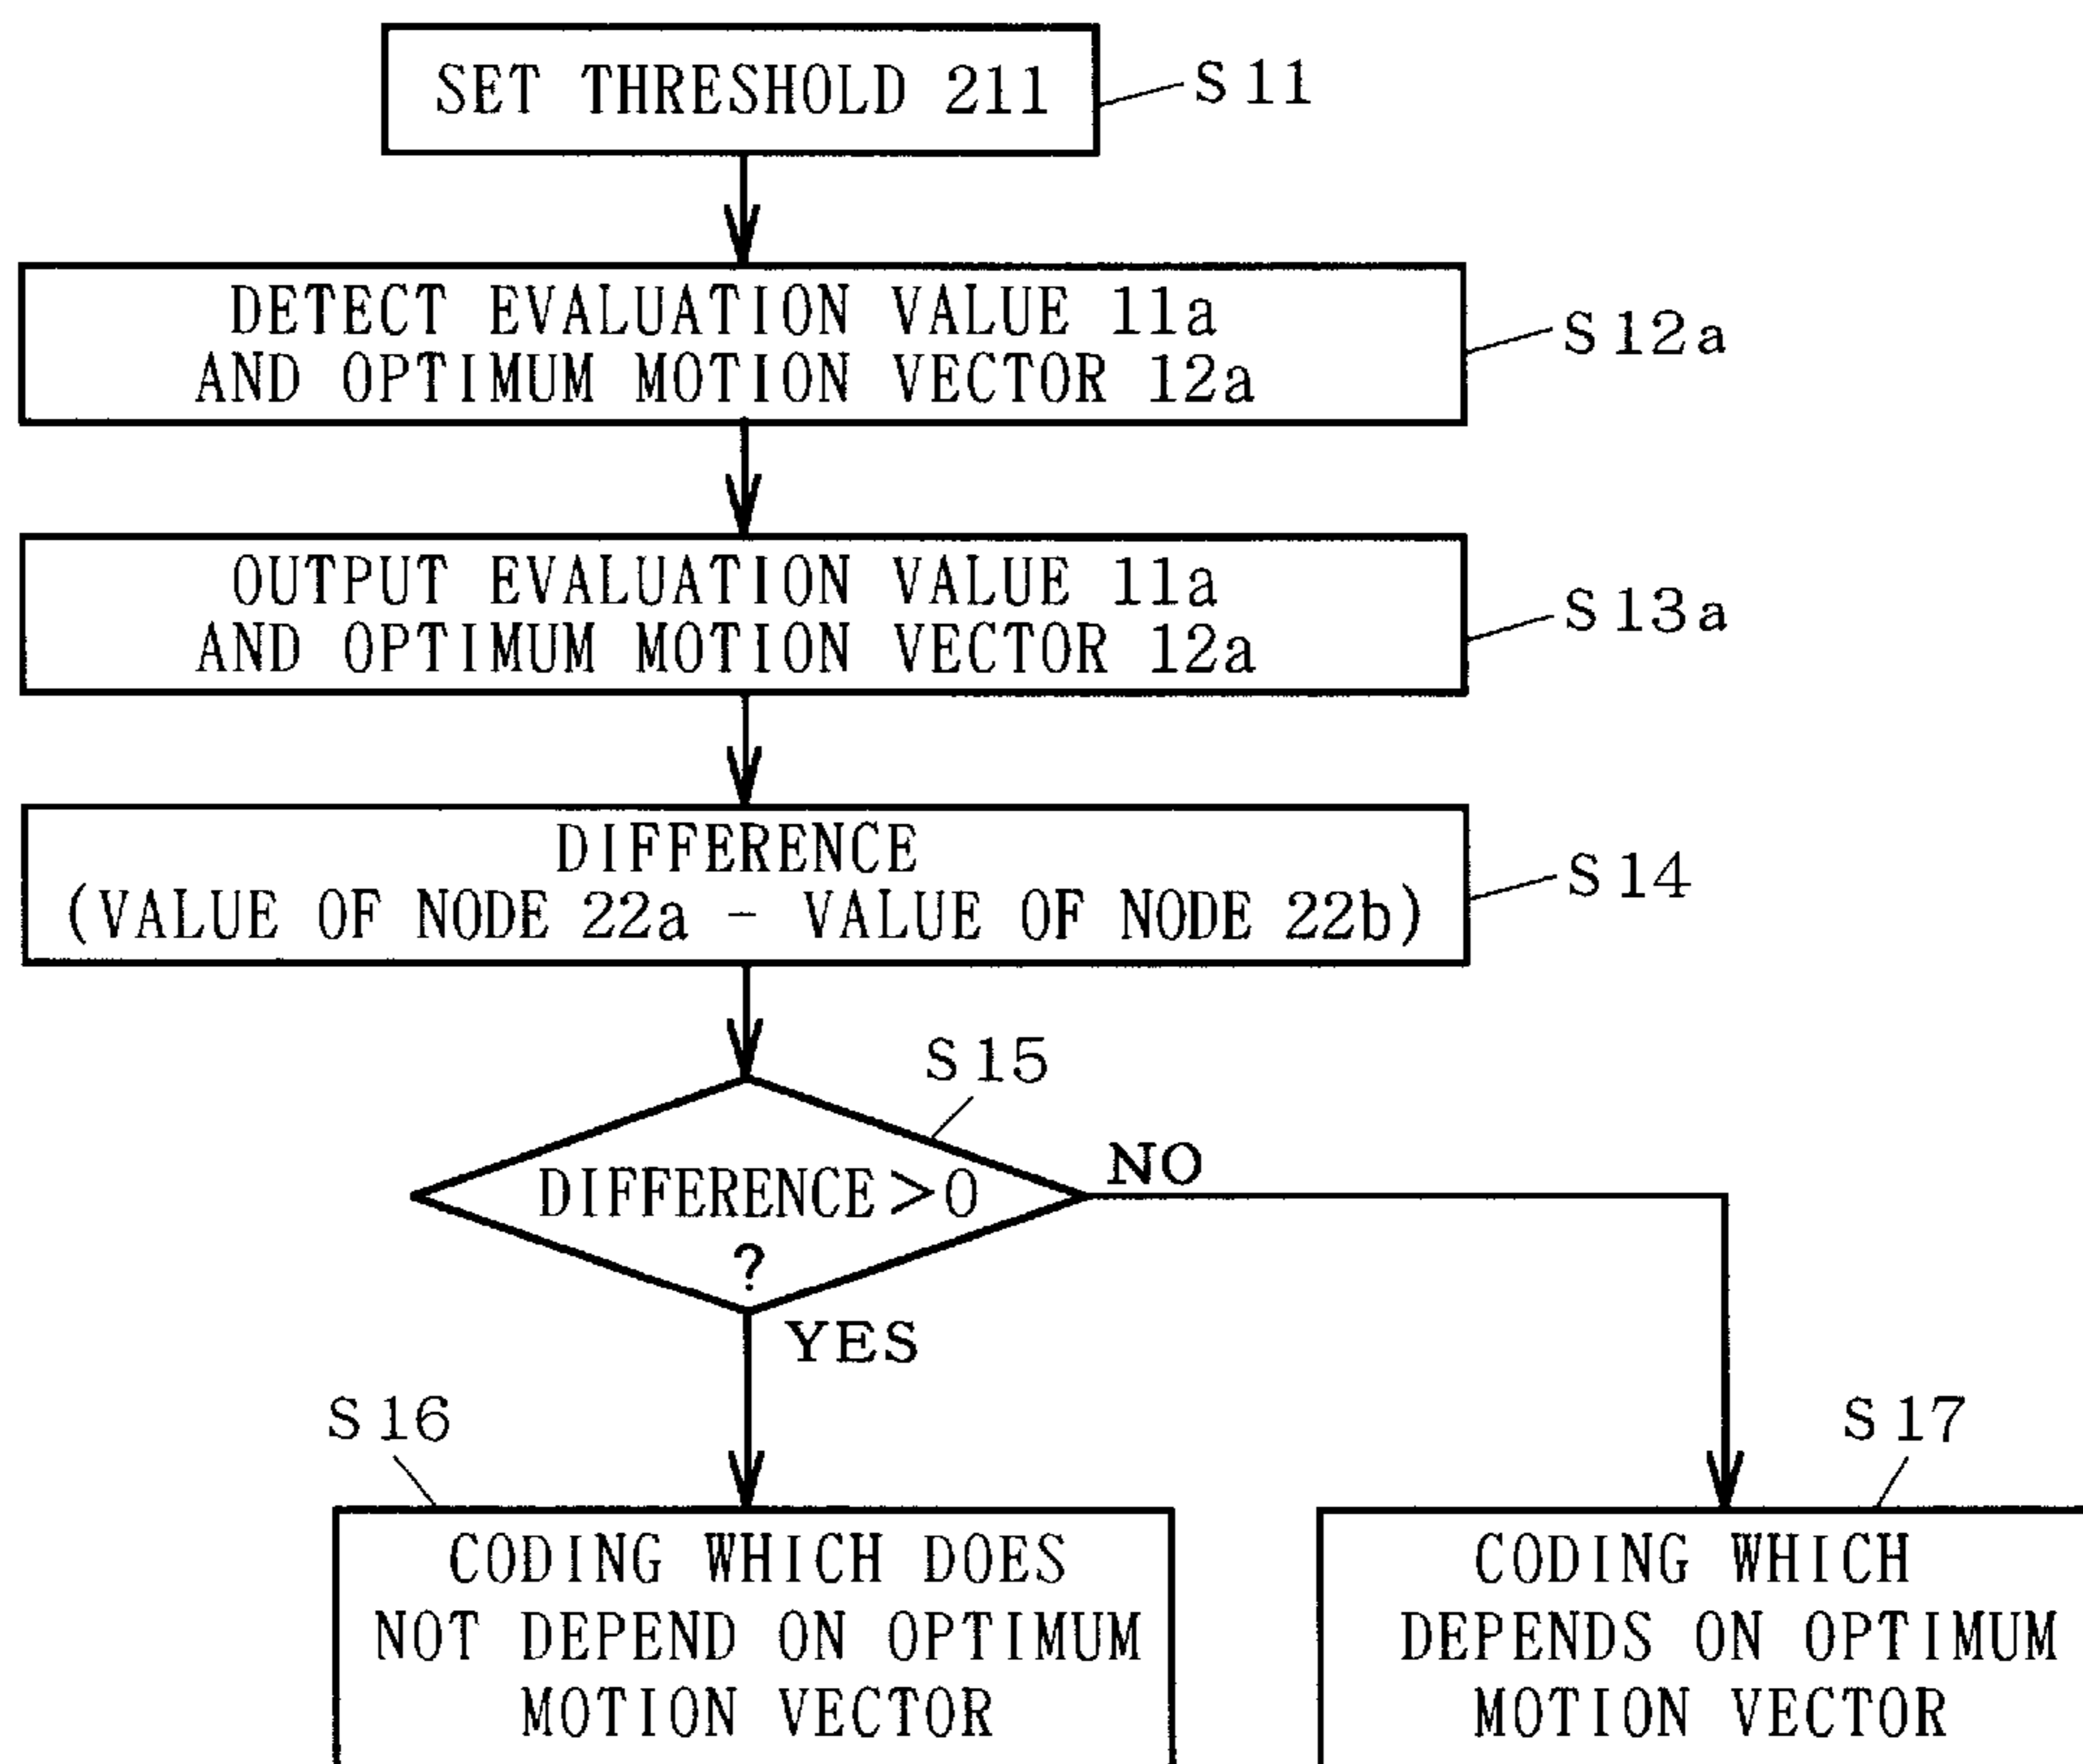 SET THRESHOLD 211
S11
DETECT EVALUATION VALUE 11a
AND OPTIMUM MOTION VECTOR 12a
S12a
OUTPUT EVALUATION VALUE 11a
AND OPTIMUM MOTION VECTOR 12a
S13a
DIFFERENCE
(VALUE OF NODE 22a - VALUE OF NODE 22b)
S14
S15
DIFFERENCE>0
?
NO
YES
S16
CODING WHICH DOES
NOT DEPEND ON OPTIMUM
MOTION VECTOR
S17
CODING WHICH
DEPENDS ON OPTIMUM
MOTION VECTOR